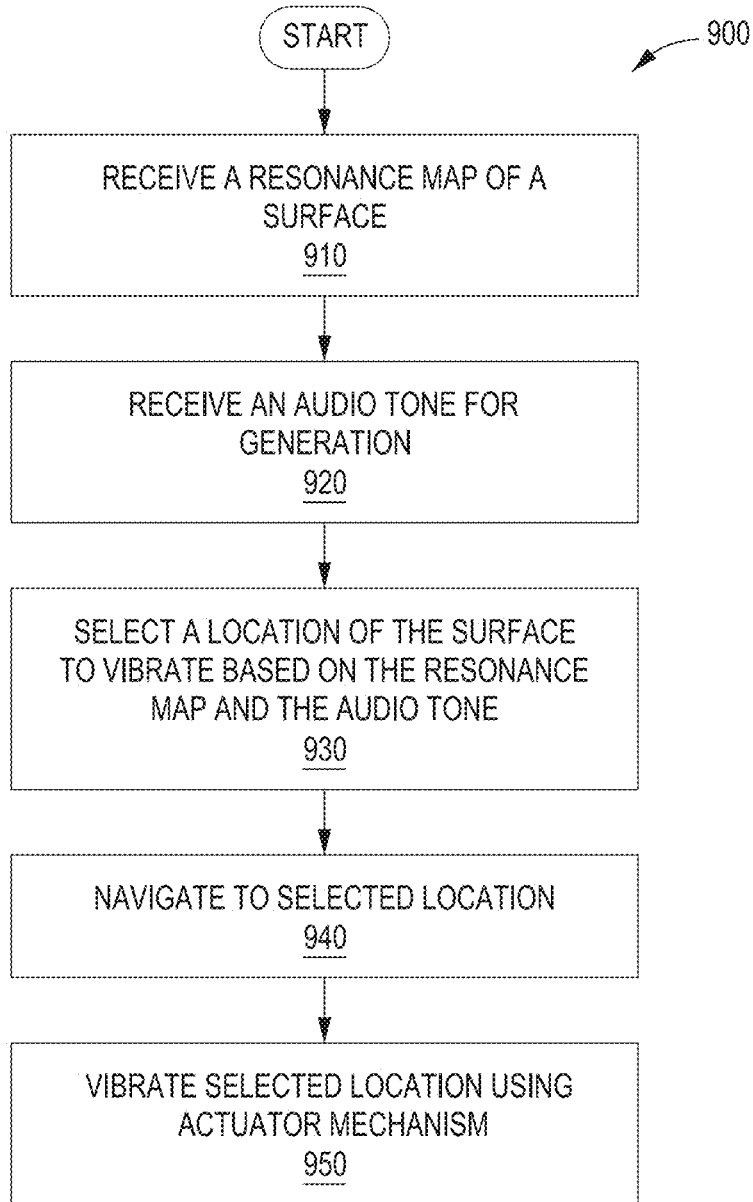 START
900
RECEIVE A RESONANCE MAP OF A
SURFACE
910
RECEIVE AN AUDIO TONE FOR
GENERATION
920
SELECT A LOCATION OF THE SURFACE
TO VIBRATE BASED ON THE RESONANCE
MAP AND THE AUDIO TONE
930
NAVIGATE TO SELECTED LOCATION
940
VIBRATE SELECTED LOCATION USING
ACTUATOR MECHANISM
950